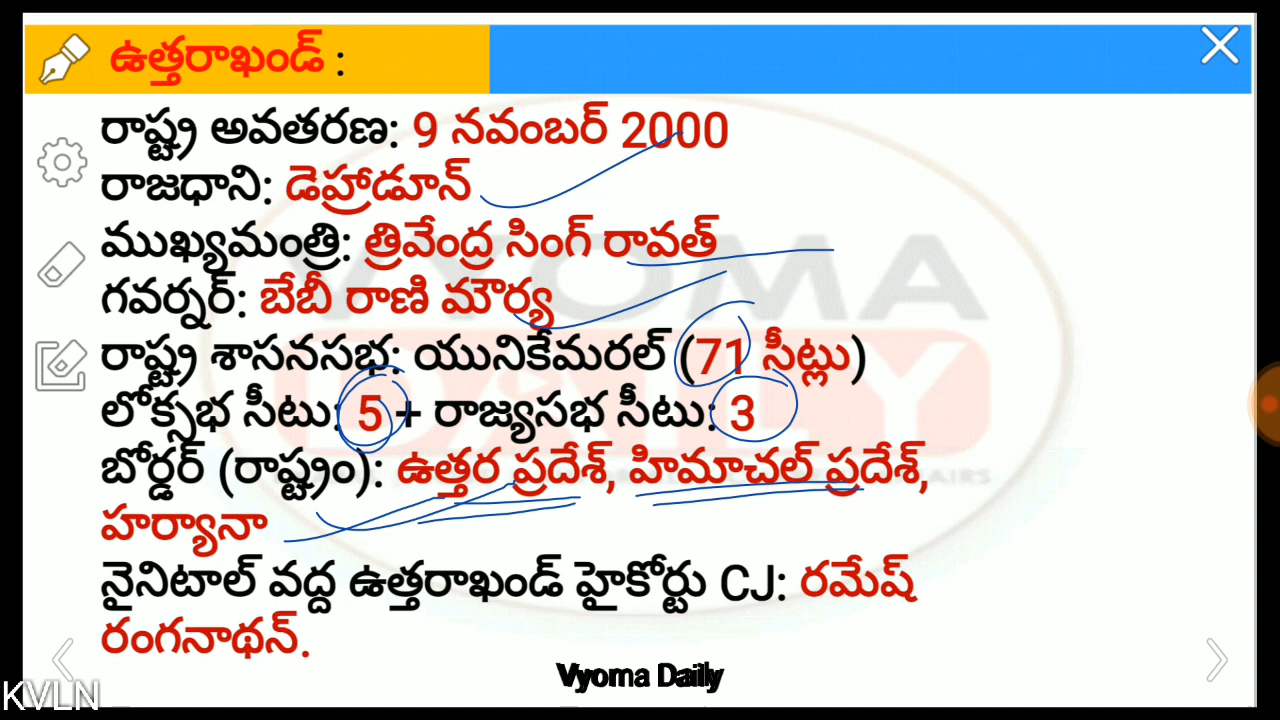 ఉత్తరాఖండ్ :
రాష్ట్ర అవతరణ: 9 నవంబర్ 2000
రాజధాని: డెహ్రాడూన్
ముఖ్యమంత్రి: త్రివేంద్ర సింగ్ రావత్
గవర్నర్: బేబీ రాణి మౌర్య
రాష్ట్ర శాసనసభ: యునికేమరల్ (71 సీట్లు)
లోక్సభ సీటు: 5 + రాజ్యసభ సీటు: 3
బోర్డర్ (రాష్ట్రం): ఉత్తర ప్రదేశ్, హిమాచల్ ప్రదేశ్,
హర్యానా
నైనిటాల్ వద్ద ఉత్తరాఖండ్ హైకోర్టు CJ: రమేష్
రంగనాథన్.
Vyoma Daily
KVLN